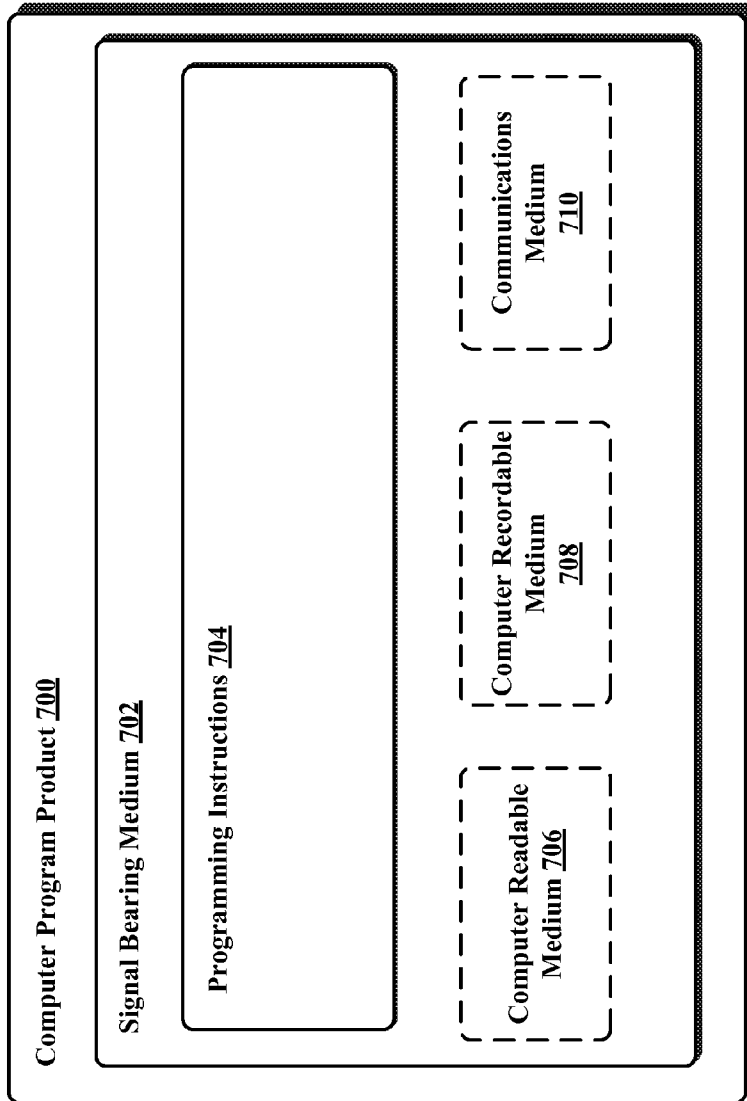 Computer Program Product 700
Signal Bearing Medium 702
Programming Instructions 704
Computer Readable
Medium 706
Computer Recordable
Medium
708
Communications
Medium
710